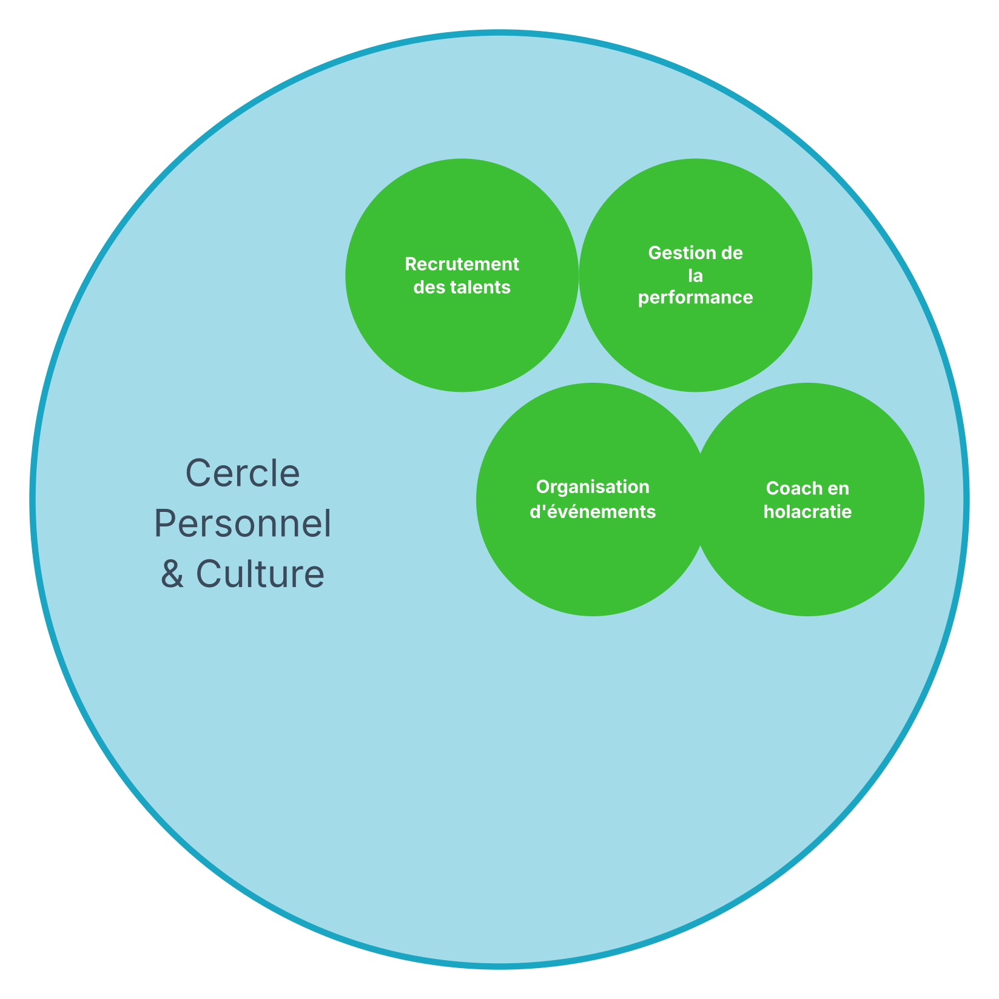 Recrutement
des talents
Gestion de
la
performance
Cercle
Personnel
& Culture
Organisation
d'événements
Coach en
holacratie